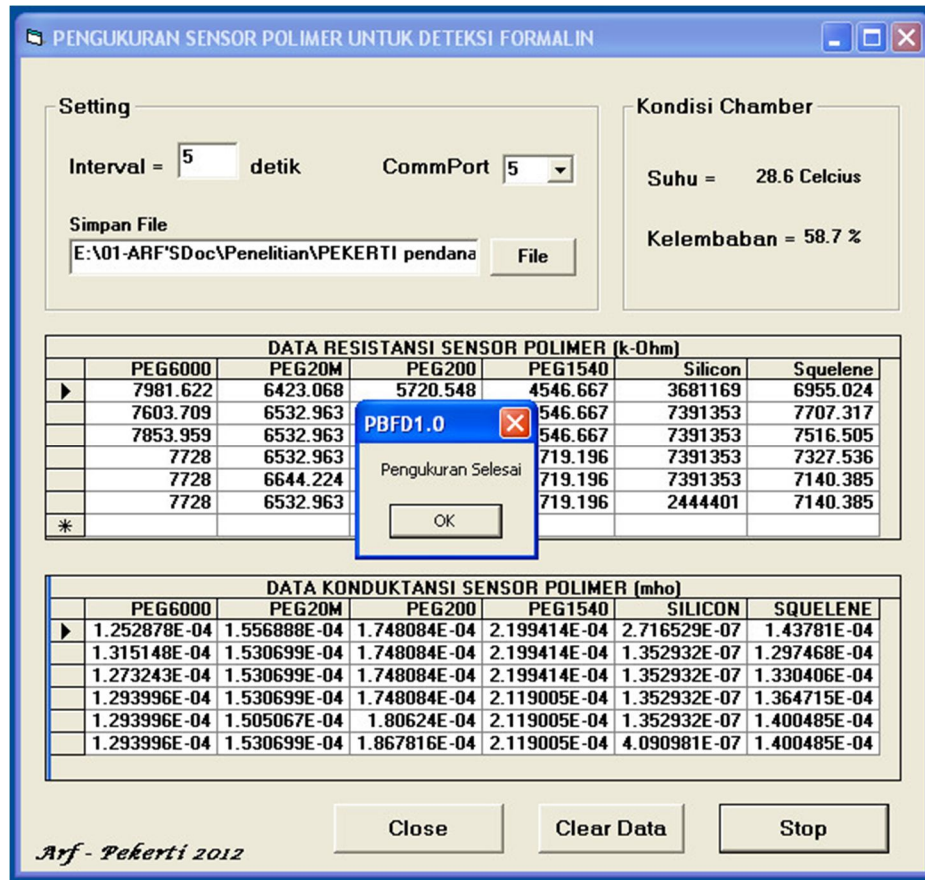 PENGUKURAN SENSOR POLIMER UNTUK DETEKSI FORMALIN
Setting
Interval = 5 detik CommPort 5
Simpan File
E:\01-ARF'SDoc\Penelitian\PEKERTI pendana File
Kondisi Chamber
Suhu = 28.6 Celcius
Kelembaban = 58.7 %
DATA RESISTANSI SENSOR POLIMER (k-Ohm)
PEG6000 PEG20M PEG200 PEG1540 Silicon Squelene
7981.622 6423.068 5720.548 4546.667 3681169 6955.024
7603.709 6532.963 546.667 7391353 7707.317
7853.959 6532.963 546.667 7391353 7516.505
7728 6532.963 719.196 7391353 7327.536
7728 6644.224 719.196 7391353 7140.385
7728 6532.963 719.196 2444401 7140.385
*
PBFD1.0
Pengukuran Selesai
OK
DATA KONDUKTANSI SENSOR POLIMER (mho)
PEG6000 PEG20M PEG200 PEG1540 SILICON SQUELENE
1.252878E-04 1.556888E-04 1.748084E-04 2.199414E-04 2.716529E-07 1.43781E-04
1.315148E-04 1.530699E-04 1.748084E-04 2.199414E-04 1.352932E-07 1.297468E-04
1.273243E-04 1.530699E-04 1.748084E-04 2.199414E-04 1.352932E-07 1.330406E-04
1.293996E-04 1.530699E-04 1.748084E-04 2.119005E-04 1.352932E-07 1.364715E-04
1.293996E-04 1.505067E-04 1.80624E-04 2.119005E-04 1.352932E-07 1.400485E-04
1.293996E-04 1.530699E-04 1.867816E-04 2.119005E-04 4.090981E-07 1.400485E-04
Close Clear Data Stop
Arf - Pekerti 2012